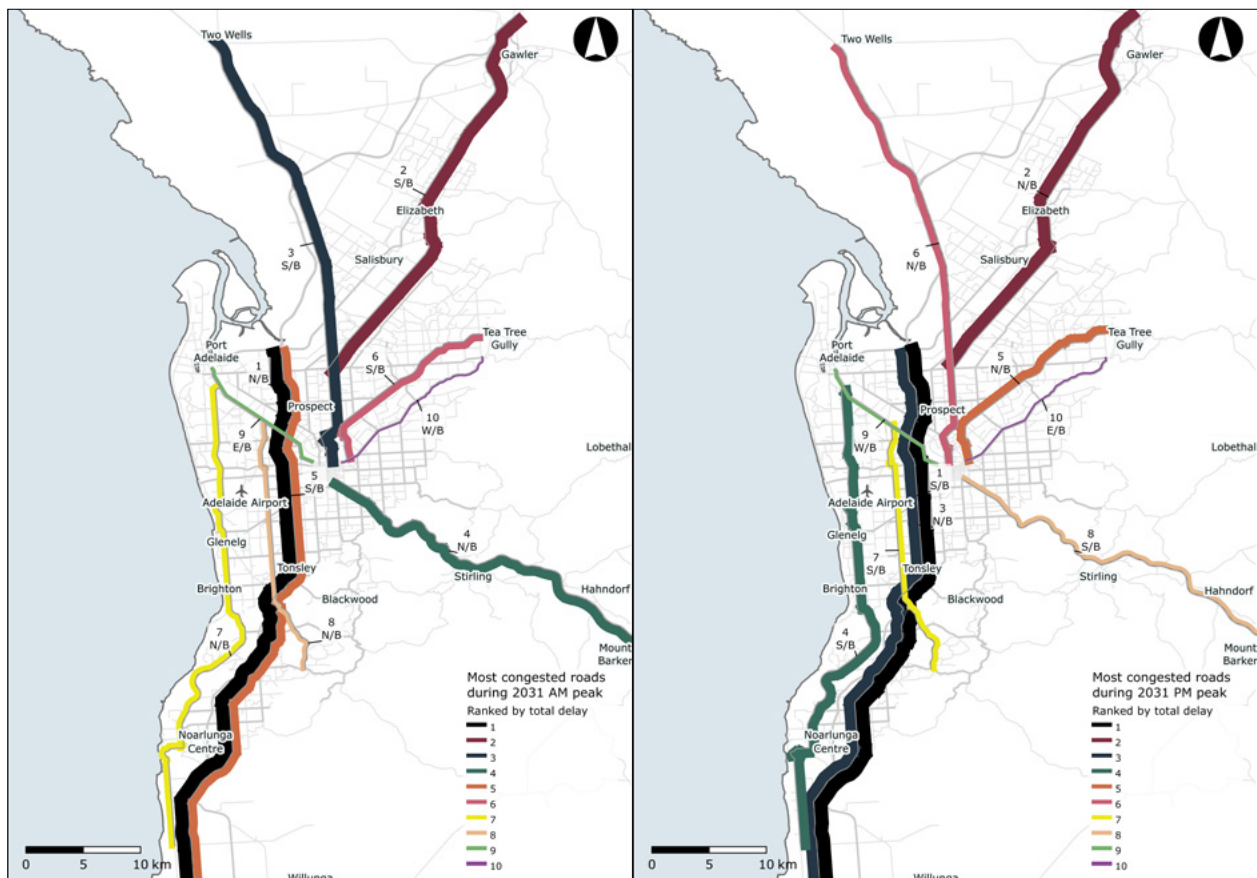 Two Wells
Gawler
2
S/B
Elizabeth
3
S/B
Salisbury
Port
Adelaide
1
N/B
6
S/B
Tea Tree
Gully
Prospect
9
E/B
10
W/B
Lobethal
5
S/B
Adelaide Airport
Glenelg
4
N/B
Stirling
Tonsley
Brighton
Blackwood
Hahndorf
7
N/B
8
N/B
Mount
Barker
Noarlunga
Centre
Most congested roads
during 2031 AM peak
Ranked by total delay
1
2
3
4
5
6
7
8
9
10
0 5 10 km
Willunga
Two Wells
Gawler
2
N/B
Elizabeth
6
N/B
Salisbury
Port
Adelaide
5
N/B
Tea Tree
Gully
Prospect
9
W/B
10
E/B
Lobethal
1
S/B
Adelaide Airport
3
N/B
Glenelg
7
S/B
8
S/B
Stirling
Tonsley
Brighton
Blackwood
Hahndorf
4
S/B
Mount
Barker
Noarlunga
Centre
Most congested roads
during 2031 PM peak
Ranked by total delay
1
2
3
4
5
6
7
8
9
10
0 5 10 km
Willunga